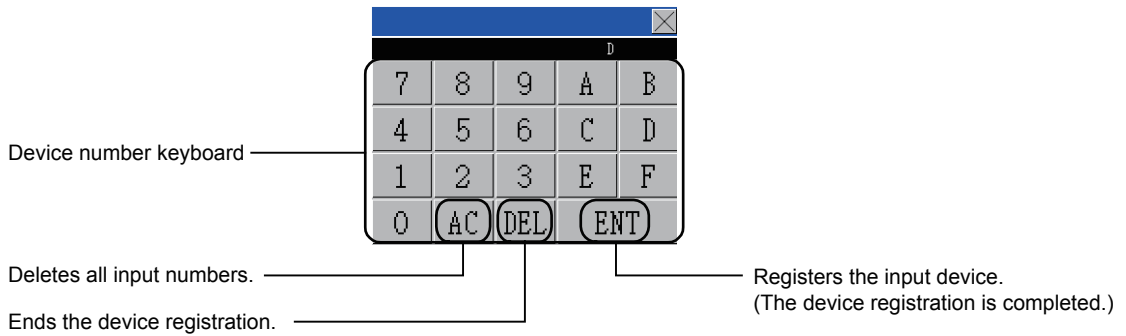 D
7 8 9 A B
4 5 6 C D
Device number keyboard
1 2 3 E F
0 AC DEL ENT
Deletes all input numbers.
Registers the input device.
(The device registration is completed.)
Ends the device registration.